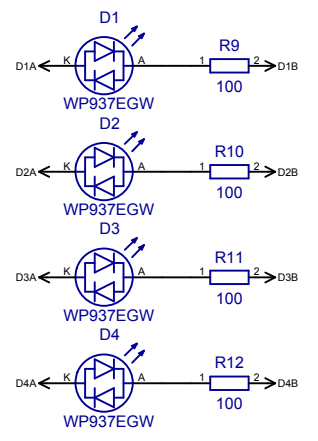 D1
R9
D1A K A 1 2 D1B
WP937EGW 100
D2
R10
D2A K A 1 2 D2B
WP937EGW 100
D3
R11
D3A K A 1 2 D3B
WP937EGW 100
D4
R12
D4A K A 1 2 D4B
WP937EGW 100